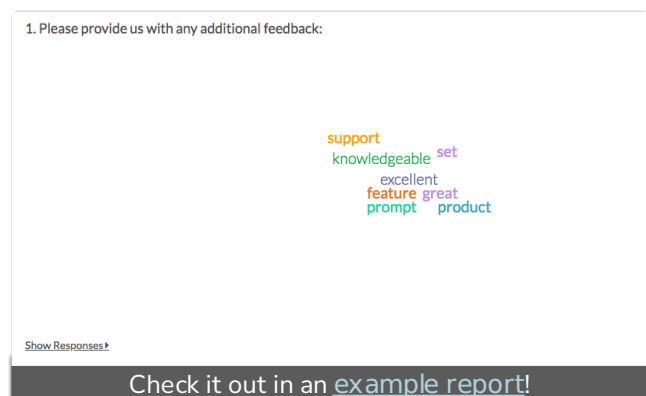 1. Please provide us with any additional feedback:
support
knowledgeable set
excellent
feature great
prompt product
Show Responses
Check it out in an example report!